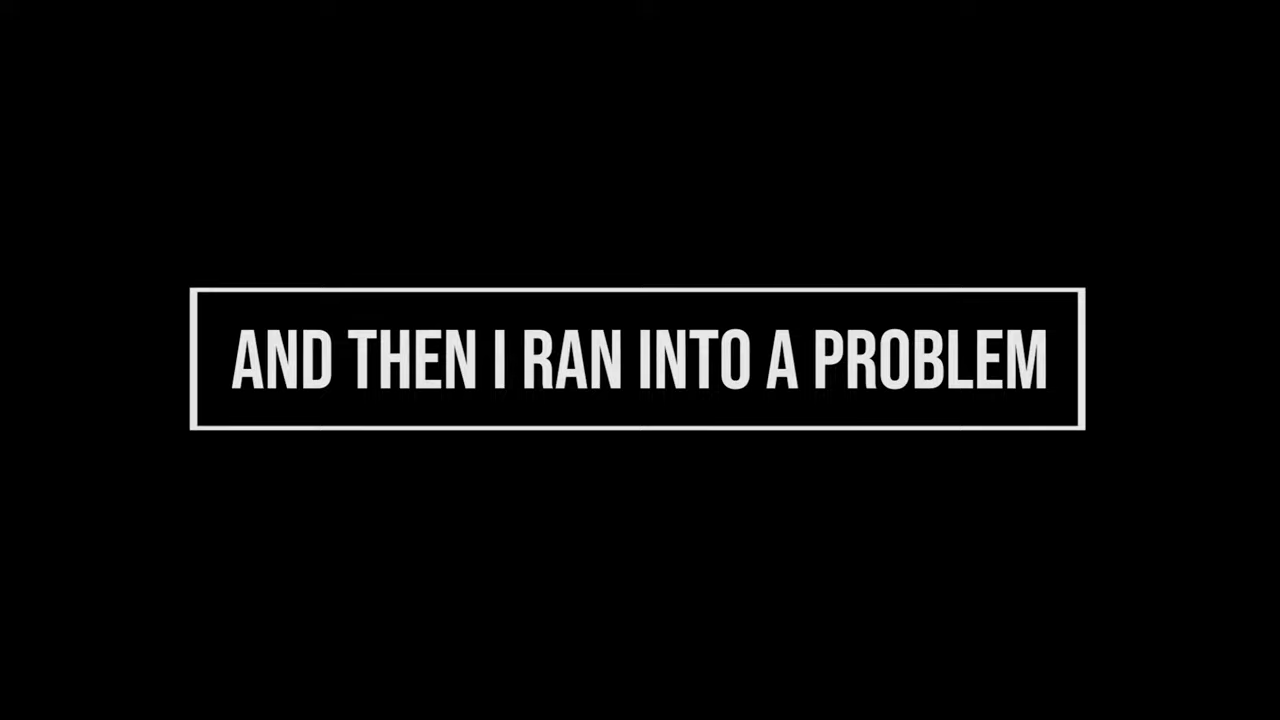 AND THEN I RAN INTO A PROBLEM